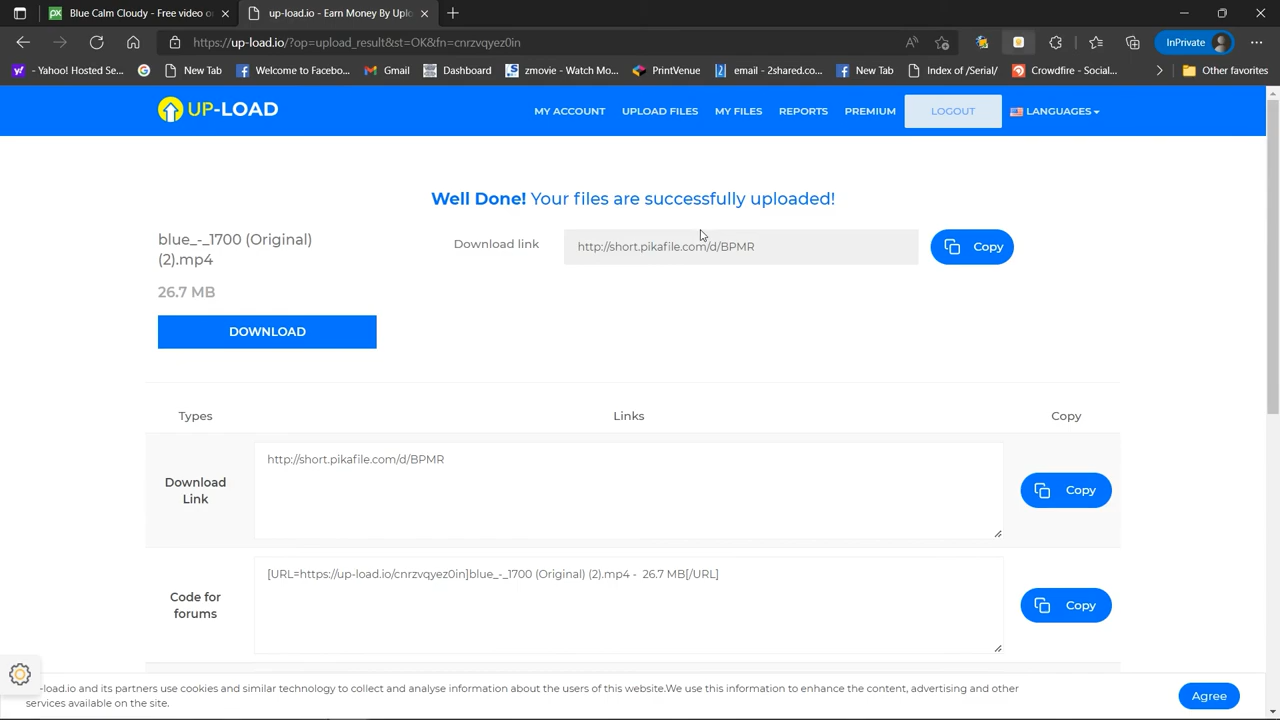 Blue Calm Cloudy - Free video on
up-load.io - Earn Money By Uplo
https://up-load.io/?op=upload_result&st=OK&fn=cnrzvqyez0in
InPrivate
- Yahoo! Hosted Se...
New Tab
Welcome to Facebo...
Gmail
Dashboard
zmovie - Watch Mo...
PrintVenue
email - 2shared.co...
New Tab
Index of /Serial/
Crowdfire - Social...
Other favorites
UP-LOAD
MY ACCOUNT
UPLOAD FILES
MY FILES
REPORTS
PREMIUM
LOGOUT
LANGUAGES
Well Done! Your files are successfully uploaded!
blue_-_1700 (Original)
(2).mp4
26.7 MB
DOWNLOAD
Download link
http://short.pikafile.com/d/BPMR
Copy
Types
Links
Copy
Download
Link
http://short.pikafile.com/d/BPMR
Copy
Code for
forums
[URL=https://up-load.io/cnrzvqyez0in]blue_-_1700 (Original) (2).mp4 - 26.7 MB[/URL]
Copy
-load.io and its partners use cookies and similar technology to collect and analyse information about the users of this website.We use this information to enhance the content, advertising and other
services available on the site.
Agree